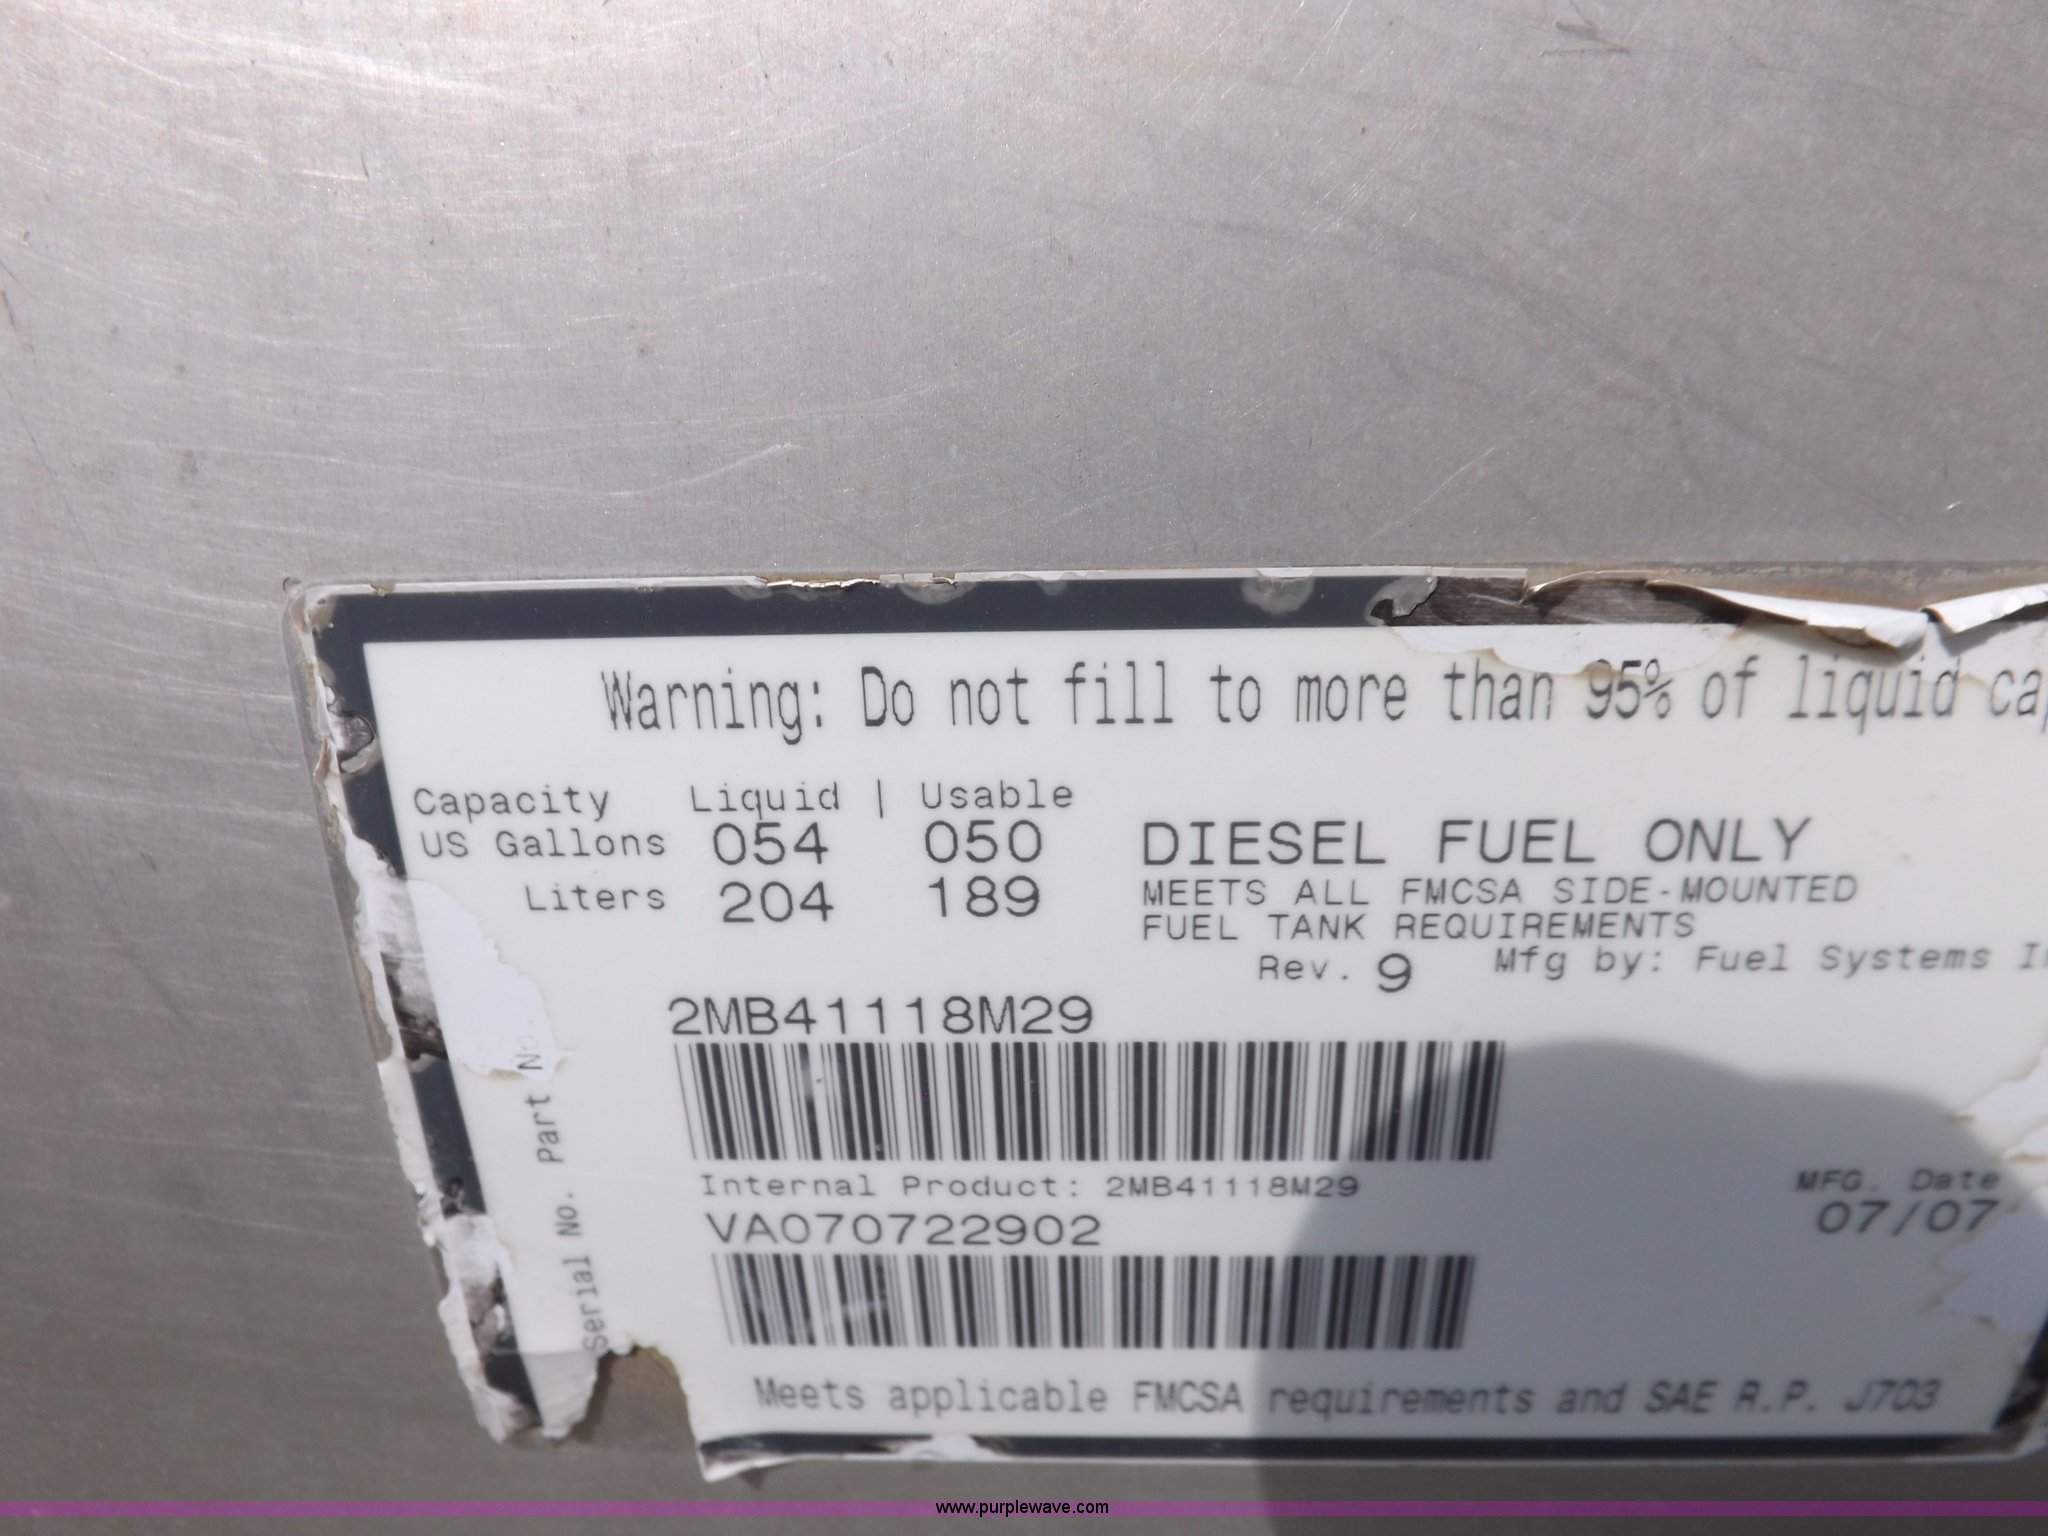 Warning: Do not fill to more than 95% of liquid
Capacity Liquid | Usable
US Gallons 054 050
Liters 204 189
DIESEL FUEL ONLY
MEETS ALL FMCSA SIDE-MOUNTED
FUEL TANK REQUIREMENTS
Rev. 9 Mfg by: Fuel Systems
Part No.
2MB41118M29
Internal Product: 2MB41118M29
Serial No.
VA070722902
MFG. Date
07/07
Meets applicable FMCSA requirements and SAE R.P. J703
www.purplewave.com